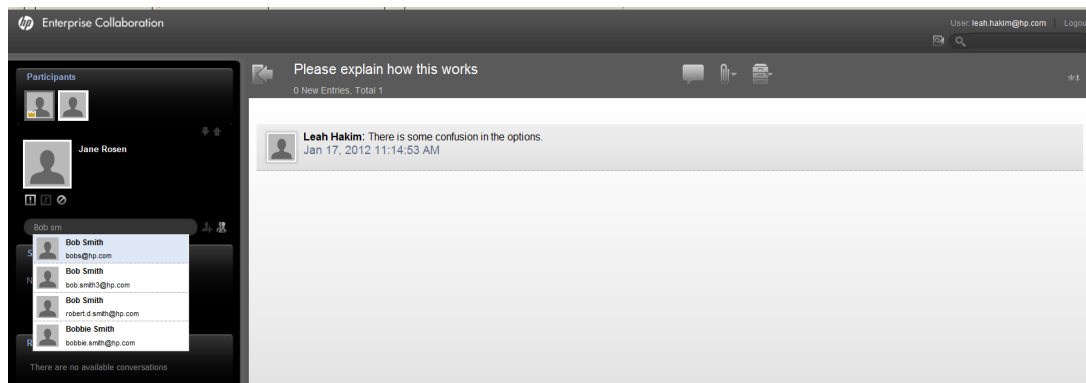 hp Enterprise Collaboration
User: leah.hakim@hp.com Logou
Participants
Jane Rosen
Bob sm
Bob Smith
bobs@hp.com
Bob Smith
bob.smith3@hp.com
Bob Smith
robert.d.smith@hp.com
Bobbie Smith
bobbie.smith@hp.com
S
N
R
There are no available conversations
Please explain how this works
0 New Entries, Total 1
Leah Hakim: There is some confusion in the options.
Jan 17, 2012 11:14:53 AM